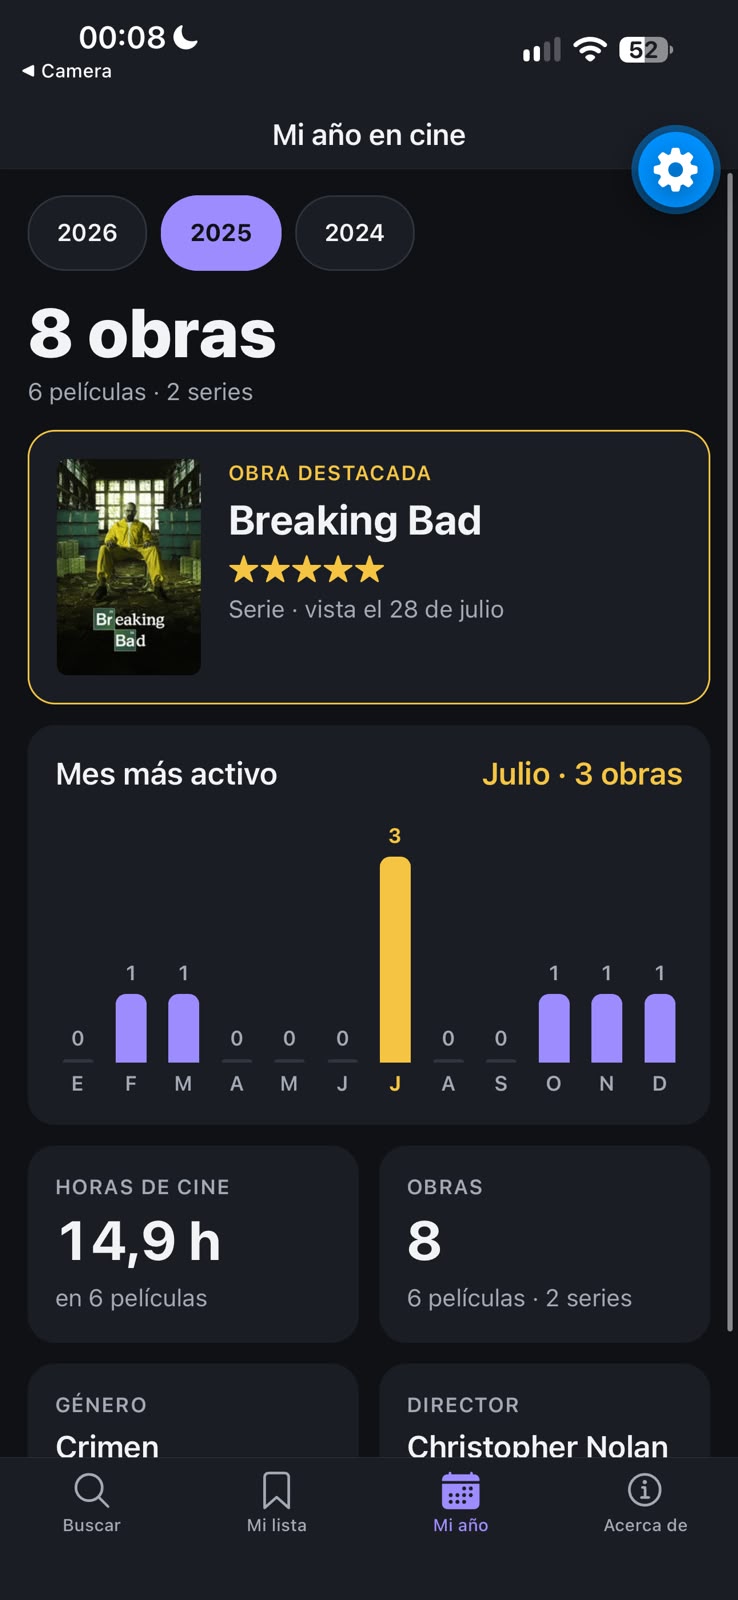 00:08
52
◀ Camera
Mi año en cine
2026 2025 2024
8 obras
6 películas · 2 series
OBRA DESTACADA
Breaking Bad
★★★★★
Serie · vista el 28 de julio
Breaking
Bad
Mes más activo
Julio · 3 obras
3
1 1 1 1 1
0 0 0 0 0 0
E F M A M J J A S O N D
HORAS DE CINE
14,9 h
en 6 películas
OBRAS
8
6 películas · 2 series
GÉNERO
Crimen
DIRECTOR
Christopher Nolan
Buscar
Mi lista
Mi año
Acerca de